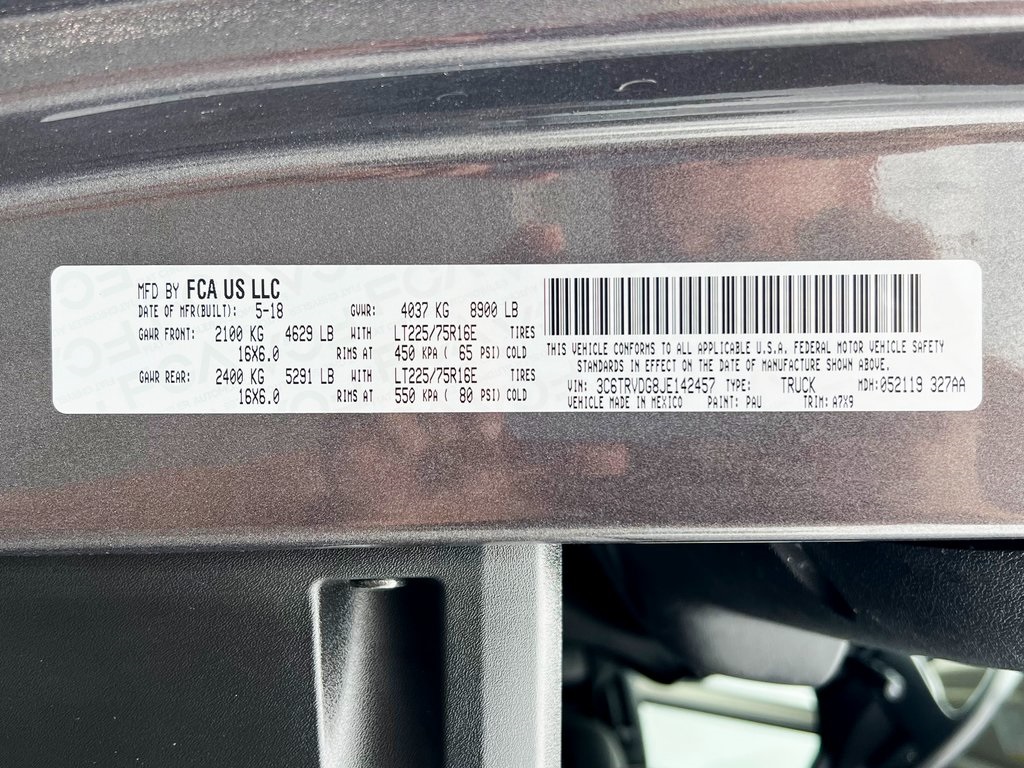 MFD BY FCA US LLC
DATE OF MFR(BUILT): 5-18 GVWR: 4037 KG 8900 LB
GAWR FRONT: 2100 KG 4629 LB WITH LT225/75R16E TIRES
16X6.0 RIMS AT 450 KPA ( 65 PSI) COLD
GAWR REAR: 2400 KG 5291 LB WITH LT225/75R16E TIRES
16X6.0 RIMS AT 550 KPA ( 80 PSI) COLD
THIS VEHICLE CONFORMS TO ALL APPLICABLE U.S.A. FEDERAL MOTOR VEHICLE SAFETY
STANDARDS IN EFFECT ON THE DATE OF MANUFACTURE SHOWN ABOVE.
VIN: 3C6TRVDG8JE142457 TYPE: TRUCK MDH: 052119 327AA
VEHICLE MADE IN MEXICO PAINT: PAU TRIM: A7X9